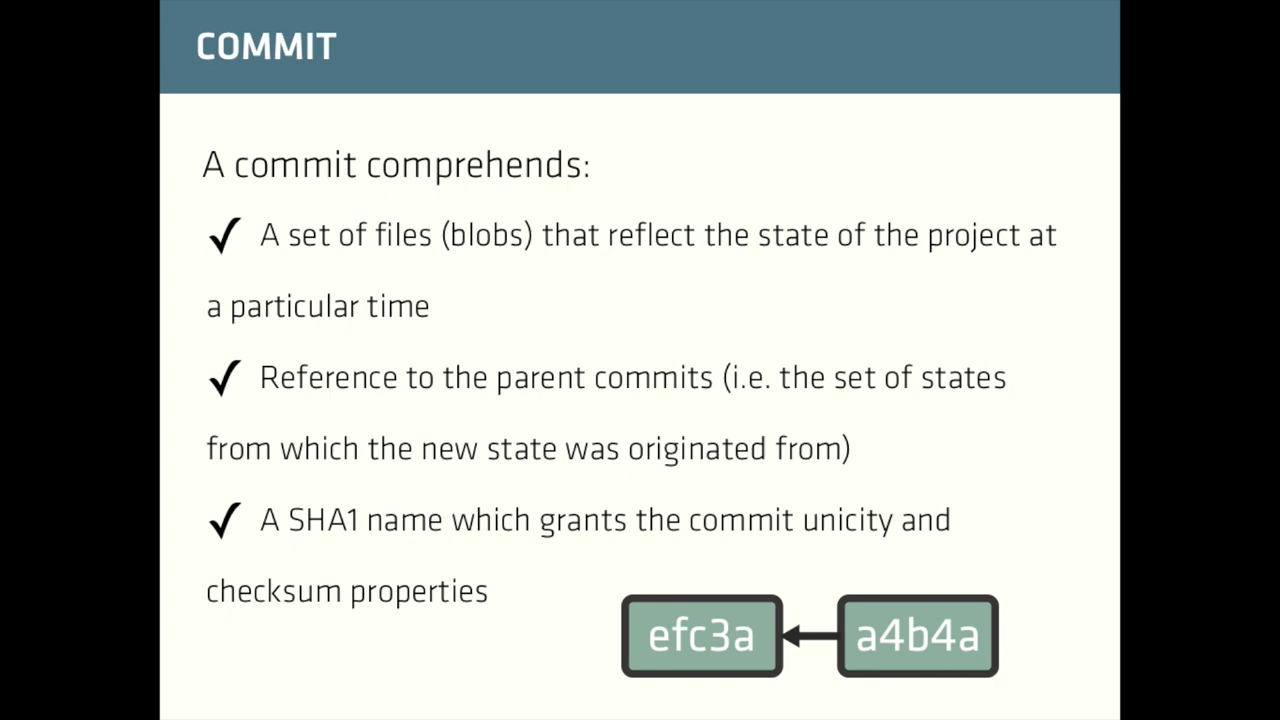 COMMIT
A commit comprehends:
✓ A set of files (blobs) that reflect the state of the project at
a particular time
✓ Reference to the parent commits (i.e. the set of states
from which the new state was originated from)
✓ A SHA1 name which grants the commit unicity and
checksum properties
efc3a
a4b4a